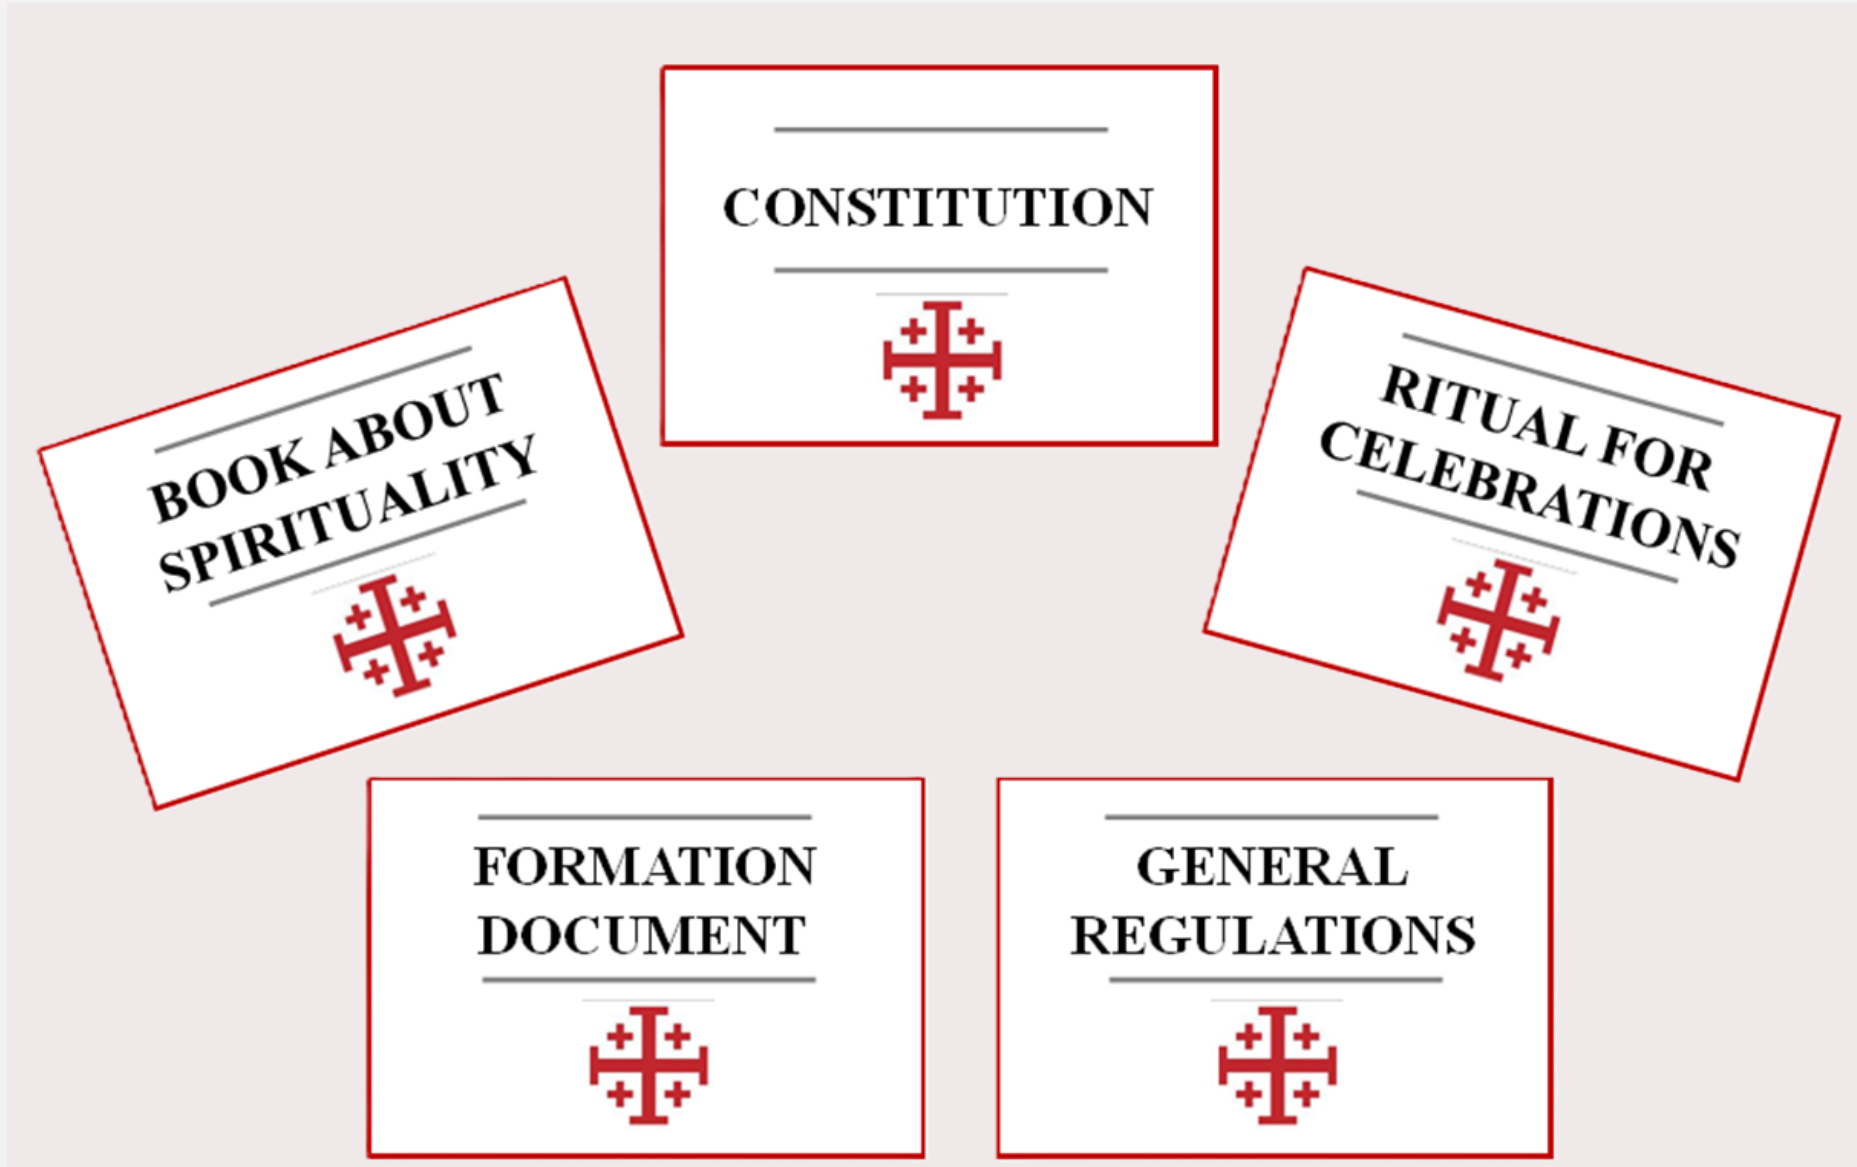 CONSTITUTION
BOOK ABOUT
SPIRITUALITY
RITUAL FOR
CELEBRATIONS
FORMATION
DOCUMENT
GENERAL
REGULATIONS